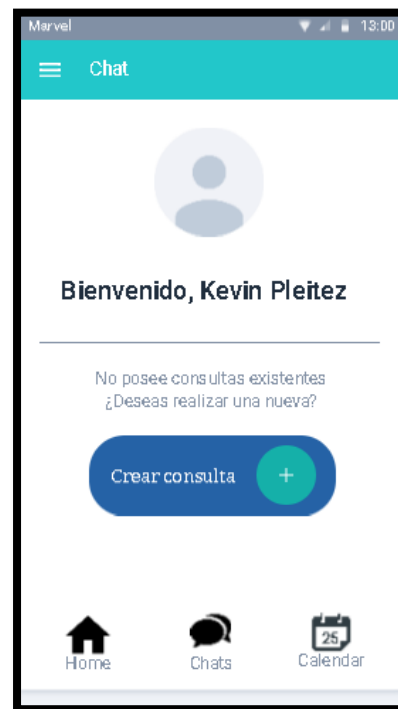 Marvel 13:00
Chat
Bienvenido, Kevin Pleitez
No posee consultas existentes
¿Deseas realizar una nueva?
Crear consulta +
25
Home Chats Calendar